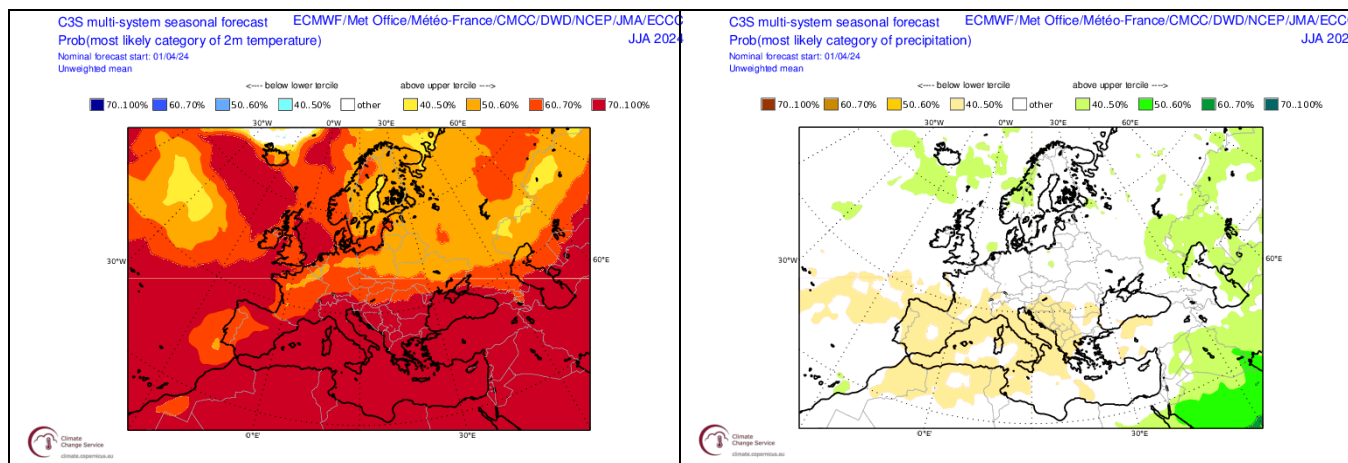 C3S multi-system seasonal forecast ECMWF/Met Office/Météo-France/CMCC/DWD/NCEP/JMA/ECCC
Prob(most likely category of 2m temperature) JJA 2024
Nominal forecast start: 01/04/24
Unweighted mean
<---- below lower tercile above upper tercile ---->
70..100% 60..70% 50..60% 40..50% other 40..50% 50..60% 60..70% 70..100%
30°W 0°W 30°E 60°E
30°W 60°E
0°E 30°E
Climate
Change Service
climate.copernicus.eu
C3S multi-system seasonal forecast ECMWF/Met Office/Météo-France/CMCC/DWD/NCEP/JMA/ECC
Prob(most likely category of precipitation) JJA 202
Nominal forecast start: 01/04/24
Unweighted mean
<---- below lower tercile above upper tercile ---->
70..100% 60..70% 50..60% 40..50% other 40..50% 50..60% 60..70% 70..100%
30°W 0°W 30°E 60°E
30°W 60°E
0°E 30°E
Climate
Change Service
climate.copernicus.eu